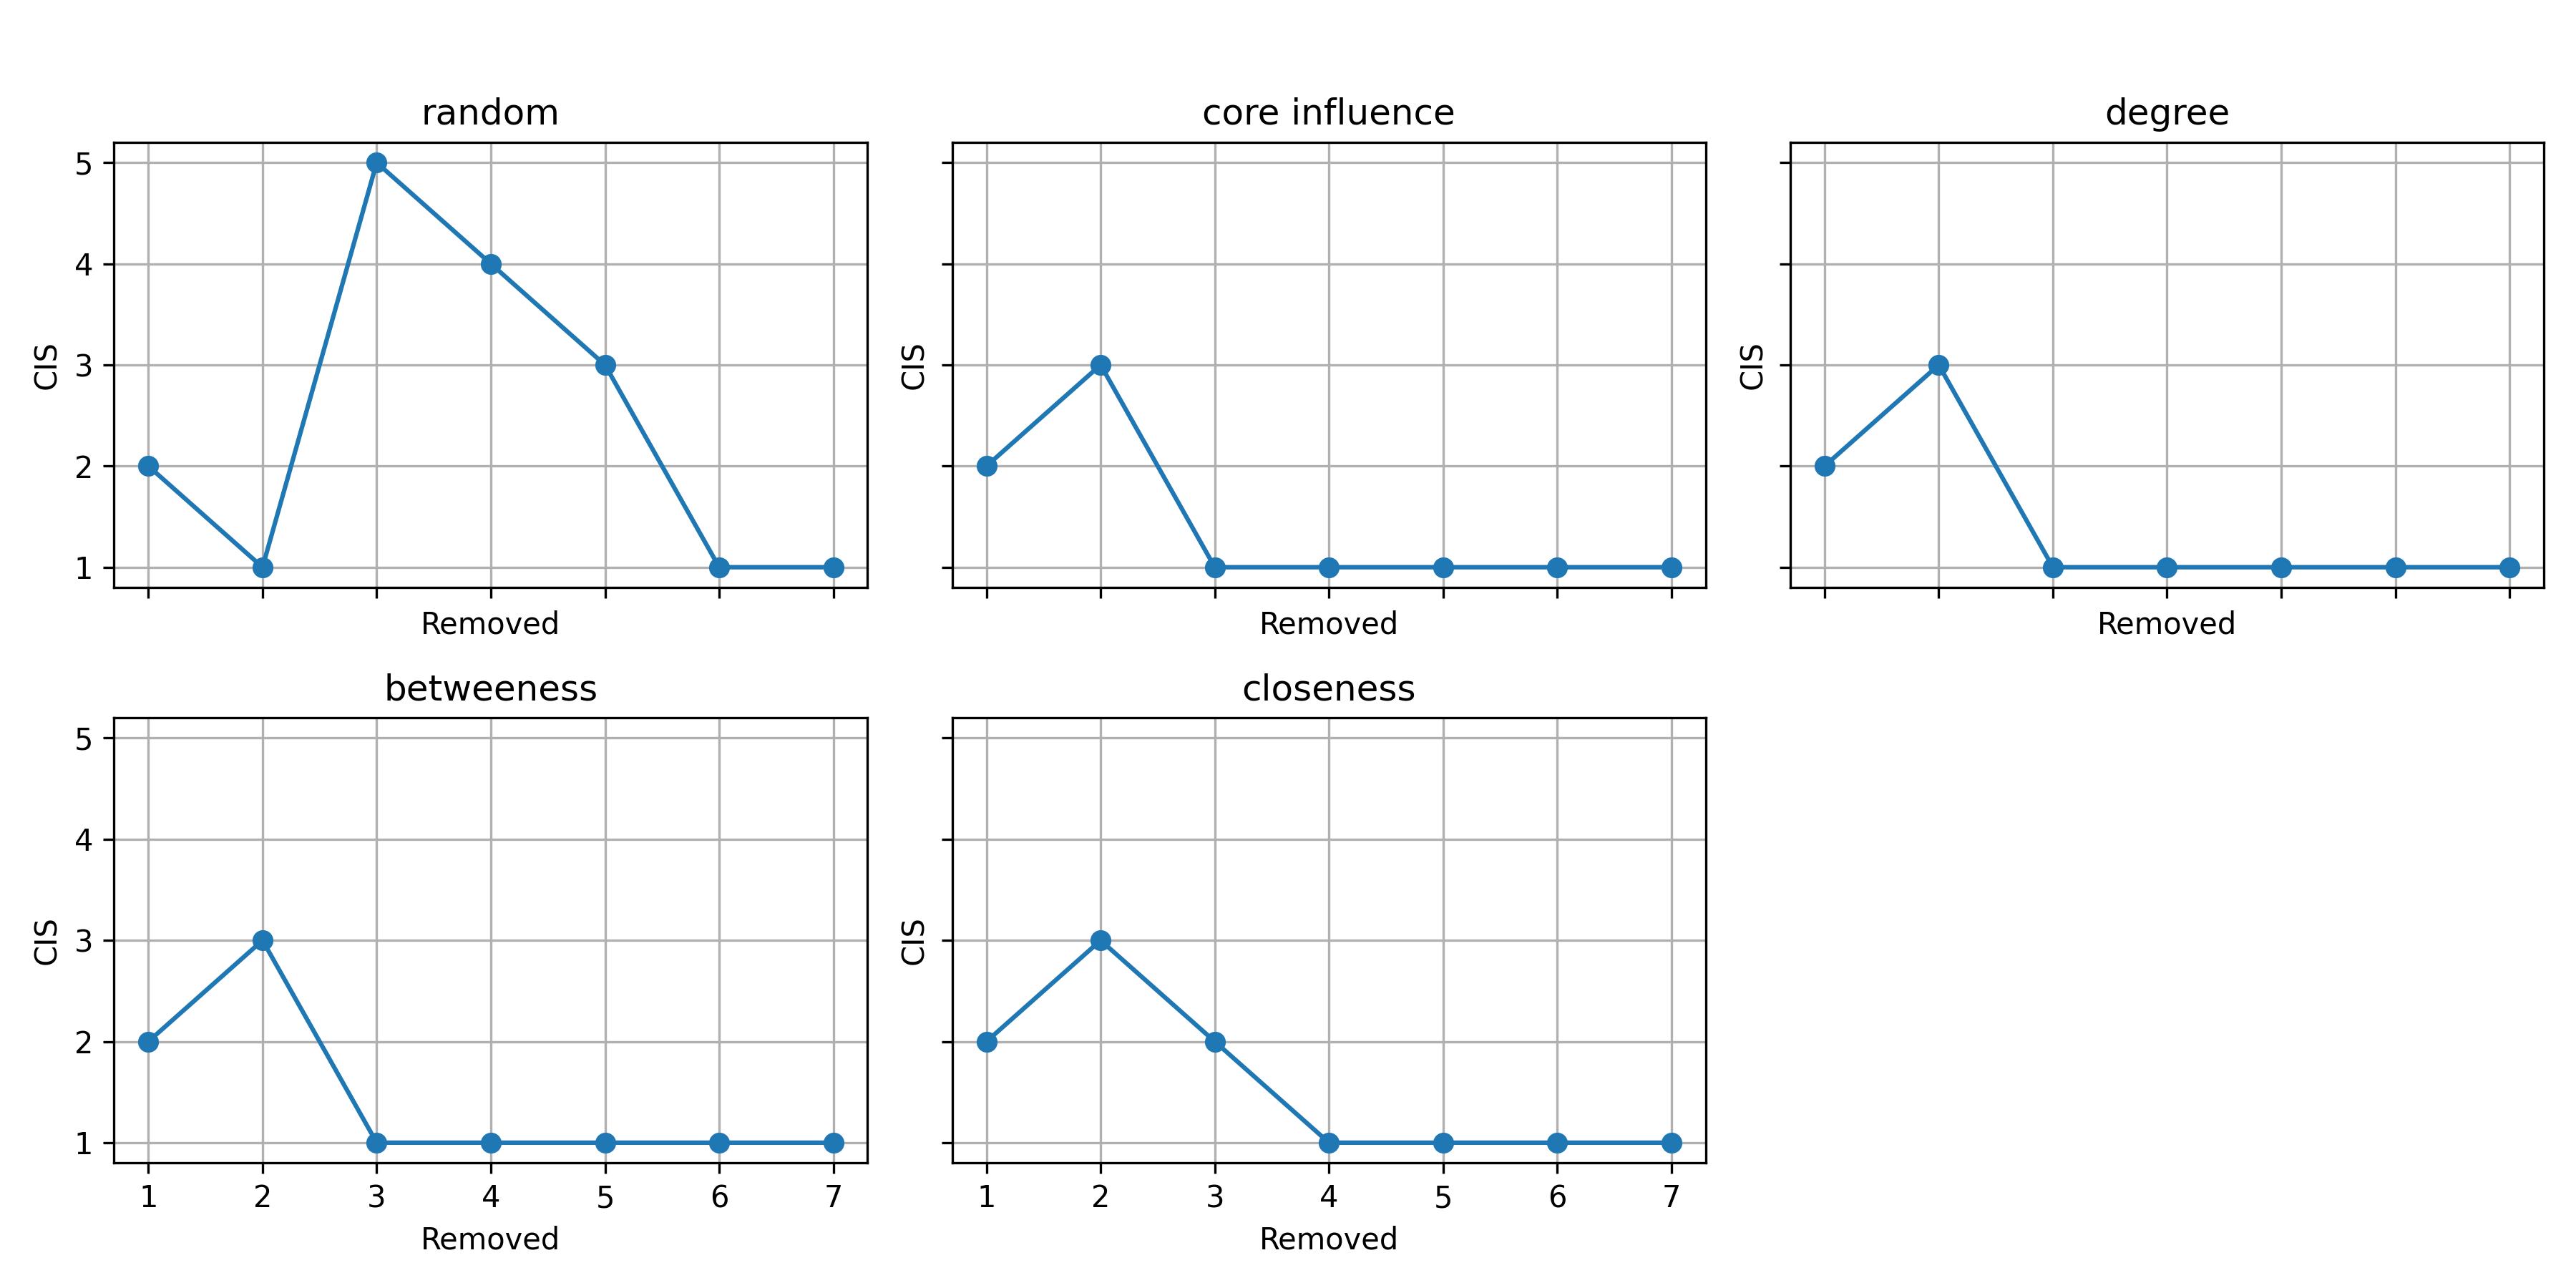 random
core influence
degree
5
4
3
2
1
CIS
CIS
CIS
Removed
Removed
Removed
betweeness
closeness
5
4
3
2
1
CIS
CIS
1 2 3 4 5 6 7
1 2 3 4 5 6 7
Removed
Removed